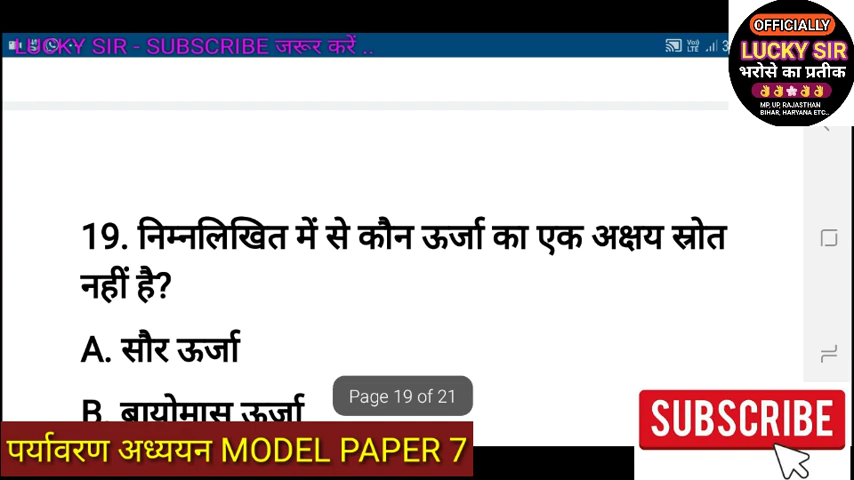 LUCKY SIR - SUBSCRIBE जरूर करें ..
OFFICIALLY
LUCKY SIR
भरोसे का प्रतीक
MP, UP, RAJASTHAN
BIHAR, HARYANA ETC..
19. निम्नलिखित में से कौन ऊर्जा का एक अक्षय स्रोत
नहीं है?
A. सौर ऊर्जा
B. बायोमास ऊर्जा
Page 19 of 21
SUBSCRIBE
पर्यावरण अध्ययन MODEL PAPER 7